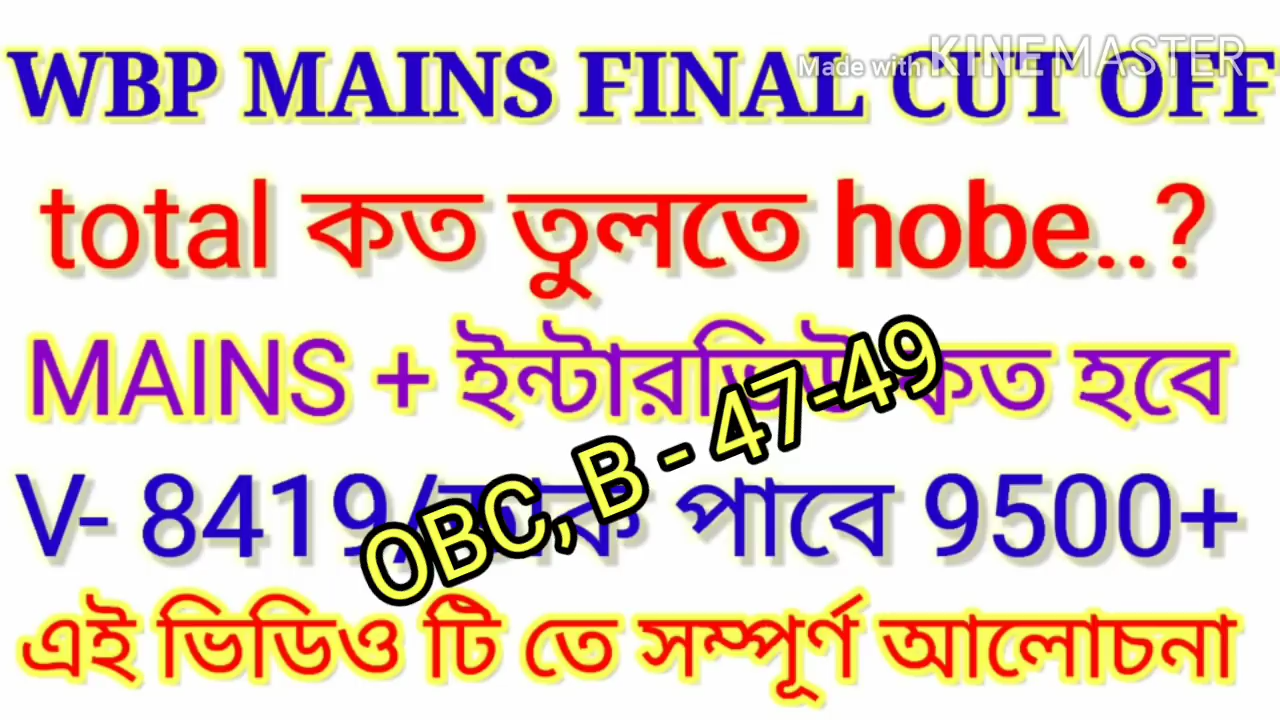 WBP MAINS FINAL CUT OFF
Made with KINEMASTER
total কত তুলতে hobe..?
MAINS + ইন্টারভিউ কত হবে
OBC, B - 47-49
V- 8419/ডাক পাবে 9500+
এই ভিডিও টি তে সম্পূর্ণ আলোচনা